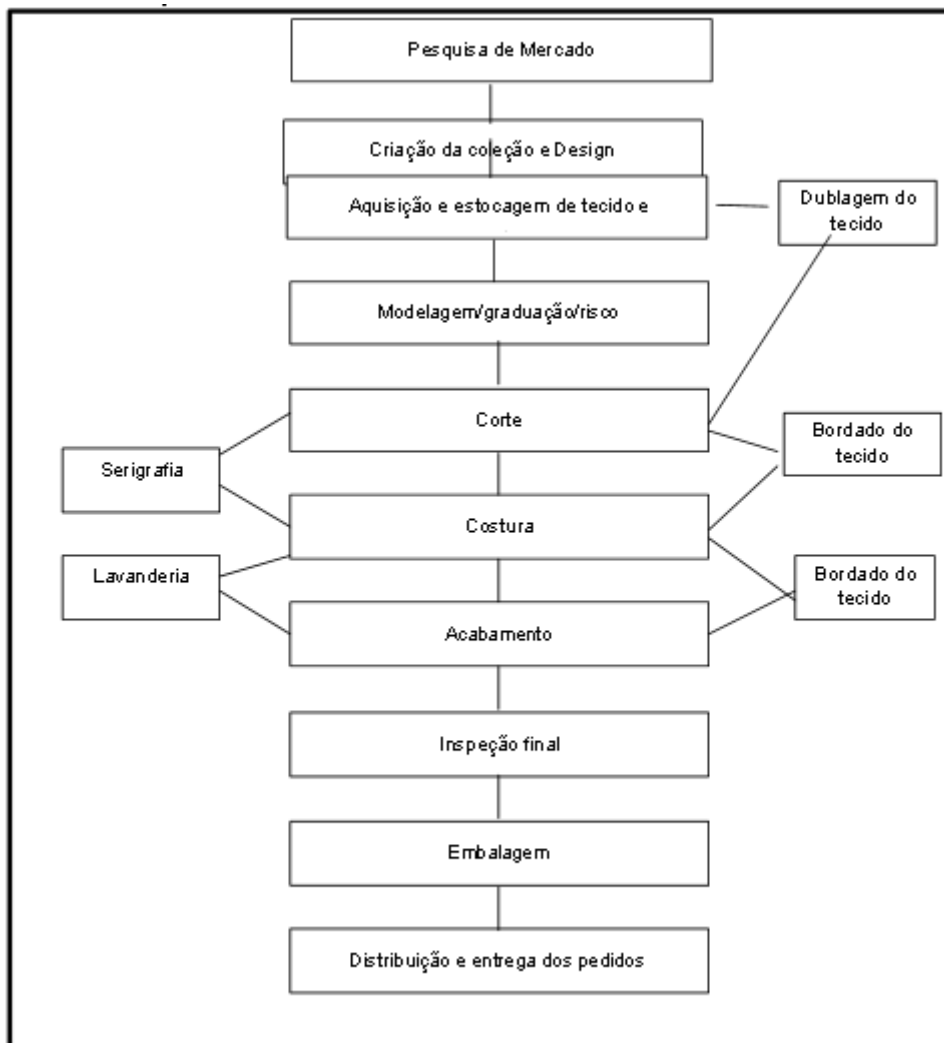 Pesquisa de Mercado
Criação da coleção e Design
Aquisição e estocagem de tecido e
Dublagem do
tecido
Modelagem/graduação/risco
Corte
Bordado do
tecido
Serigrafia
Costura
Lavanderia
Bordado do
tecido
Acabamento
Inspeção final
Embalagem
Distribuição e entrega dos pedidos